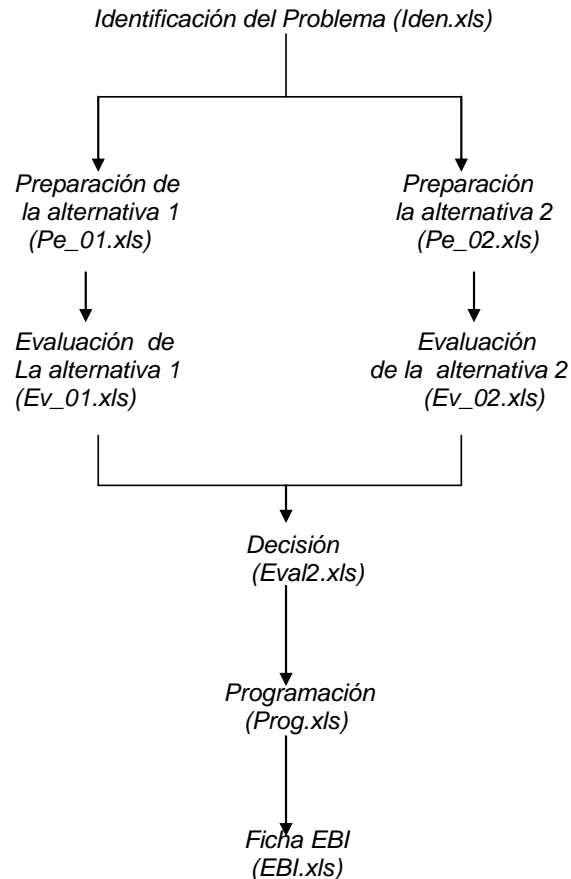 Identificación del Problema (Iden.xls)
Preparación de
la alternativa 1
(Pe_01.xls)
Preparación
la alternativa 2
(Pe_02.xls)
Evaluación de
La alternativa 1
(Ev_01.xls)
Evaluación
de la alternativa 2
(Ev_02.xls)
Decisión
(Eval2.xls)
Programación
(Prog.xls)
Ficha EBI
(EBI.xls)